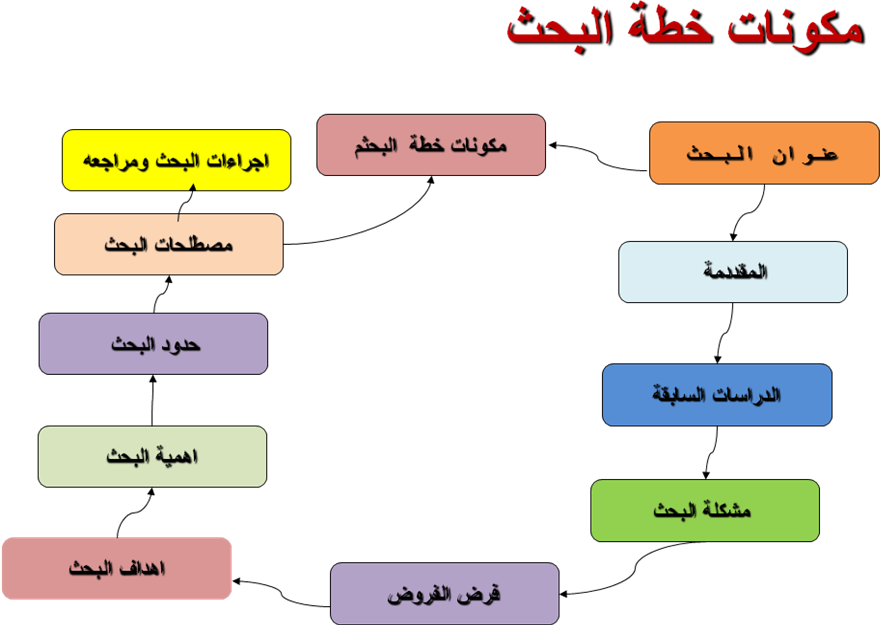 مكونات خطة البحث
عنوان البحث
مكونات خطة البحثم
اجراءات البحث ومراجعه
مصطلحات البحث
المقددمة
حدود البحث
الدراسات السابقة
اهمية البحث
مشكلة البحث
اهداف البحث
فرض الفروض